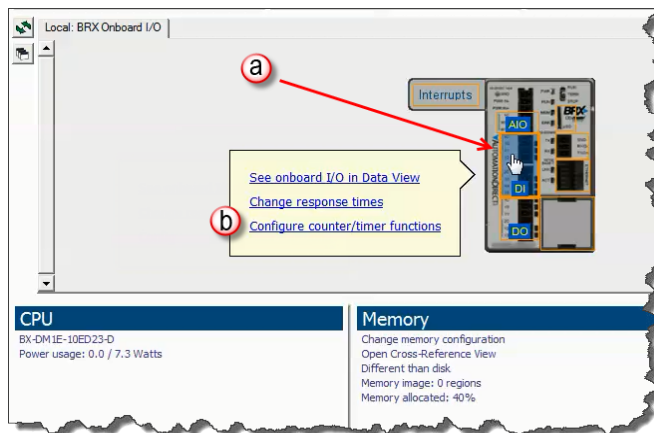 Local: BRX Onboard I/O
a
Interrupts
BRX
AIO
AUTOMATIONDIRECT
DI
DO
See onboard I/O in Data View
Change response times
b
Configure counter/timer functions
CPU
BX-DM1E-10ED23-D
Power usage: 0.0 / 7.3 Watts
Memory
Change memory configuration
Open Cross-Reference View
Different than disk
Memory image: 0 regions
Memory allocated: 40%